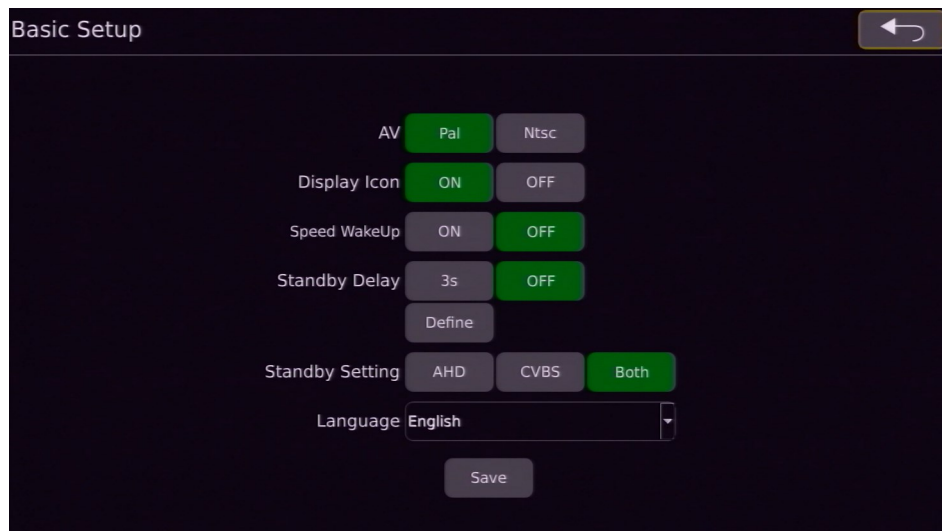 Basic Setup
AV Pal Ntsc
Display Icon ON OFF
Speed WakeUp ON OFF
Standby Delay 3s OFF
Define
Standby Setting AHD CVBS Both
Language English
Save